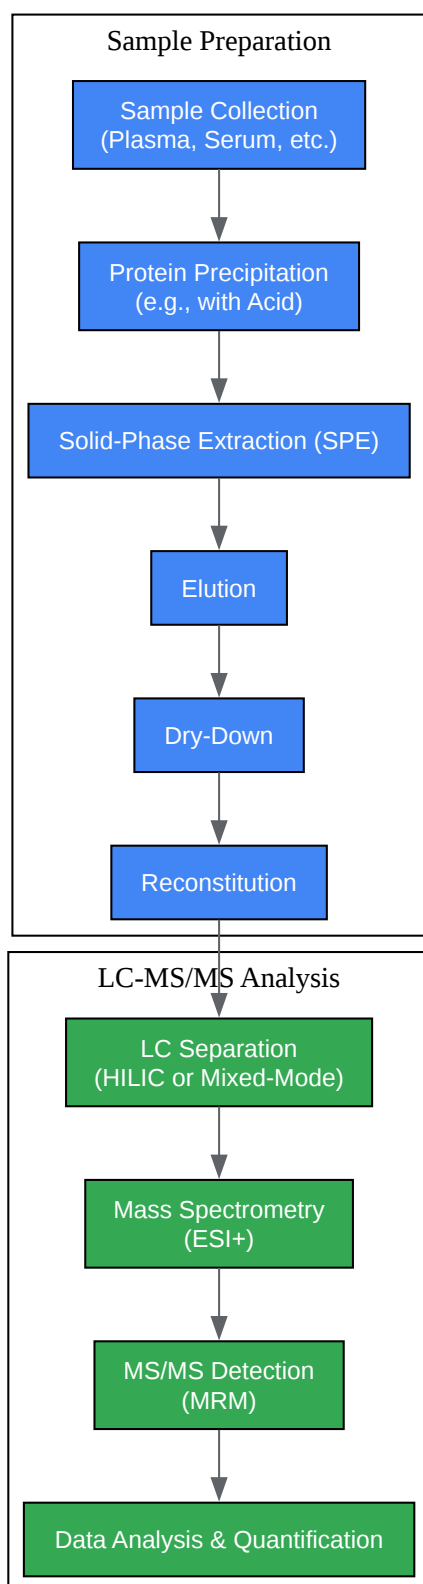 Sample Preparation
Sample Collection
(Plasma, Serum, etc.)
Protein Precipitation
(e.g., with Acid)
Solid-Phase Extraction (SPE)
Elution
Dry-Down
Reconstitution
LC-MS/MS Analysis
LC Separation
(HILIC or Mixed-Mode)
Mass Spectrometry
(ESI+)
MS/MS Detection
(MRM)
Data Analysis & Quantification